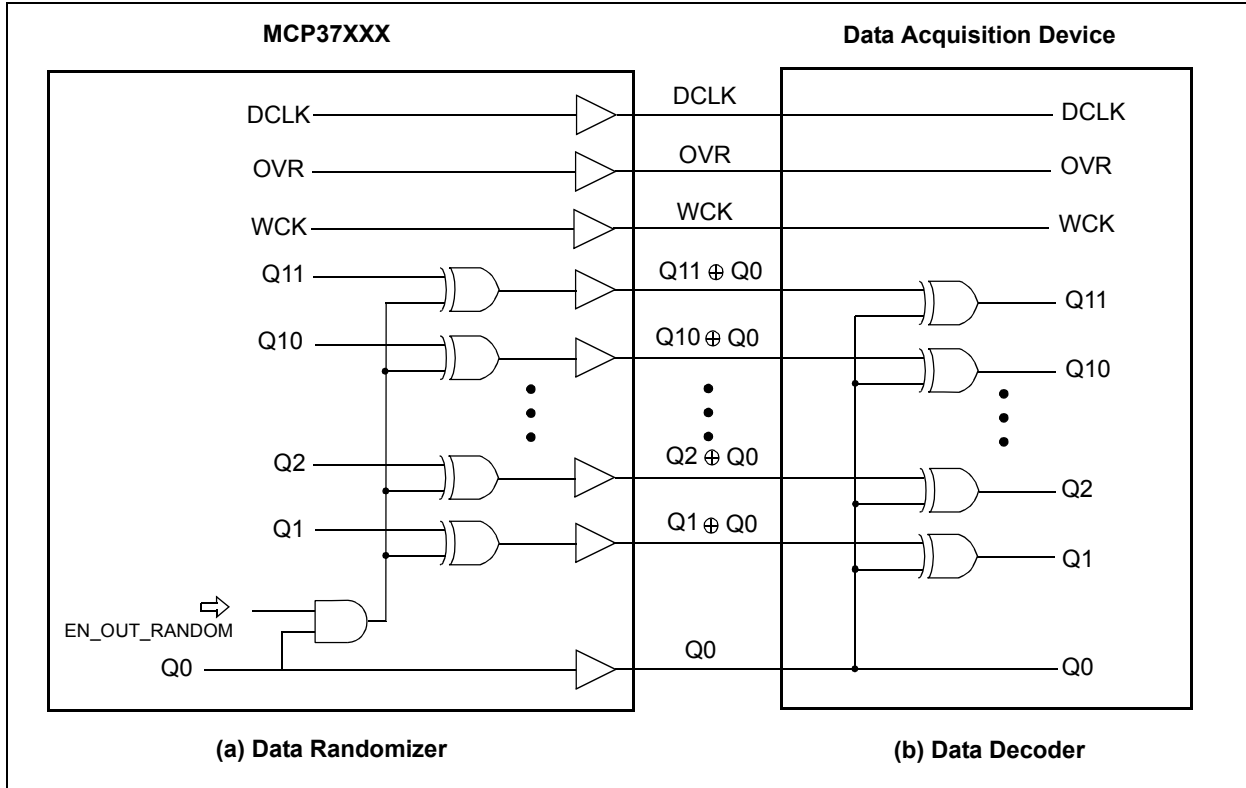 MCP37XXX
Data Acquisition Device
DCLK
DCLK
DCLK
OVR
OVR
OVR
WCK
WCK
WCK
Q11
Q11 ⊕ Q0
Q11
Q10
Q10 ⊕ Q0
Q10
Q2
Q2 ⊕ Q0
Q2
Q1
Q1 ⊕ Q0
Q1
EN_OUT_RANDOM
Q0
Q0
Q0
(a) Data Randomizer
(b) Data Decoder